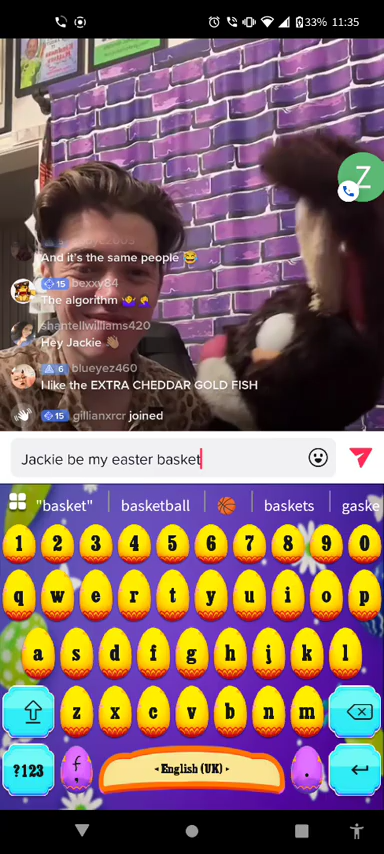 33% 11:35
Z
And it's the same people 😂
15 bexxy84
The algorithm 🤷‍♀️ 🤦‍♀️
shantellwilliams420
Hey Jackie 👋🏼
6 blueyez460
I like the EXTRA CHEDDAR GOLD FISH
15 gillianxrcr joined
Jackie be my easter basket
"basket" basketball 🏀 baskets gaske
1 2 3 4 5 6 7 8 9 0
q w e r t y u i o p
a s d f g h j k l
z x c v b n m
?123 , English (UK) .